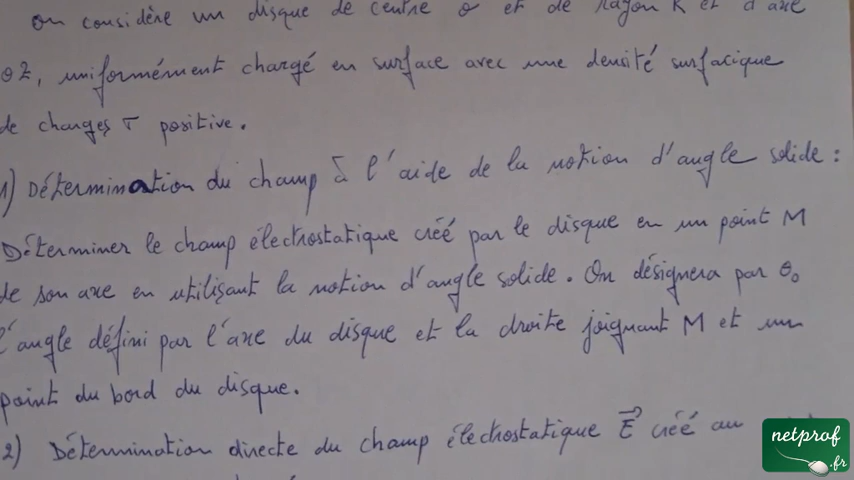 on considère un disque de centre O et de rayon R et d'axe
OZ, uniformément chargé en surface avec une densité surfacique
de charges σ positive.
1) Détermination du champ à l'aide de la notion d'angle solide :
Déterminer le champ électrostatique créé par le disque en un point M
de son axe en utilisant la notion d'angle solide. On désignera par θ₀
l'angle défini par l'axe du disque et la droite joignant M et un
point du bord du disque.
2) Détermination directe du champ électrostatique E⃗ créé au
netprof
.fr